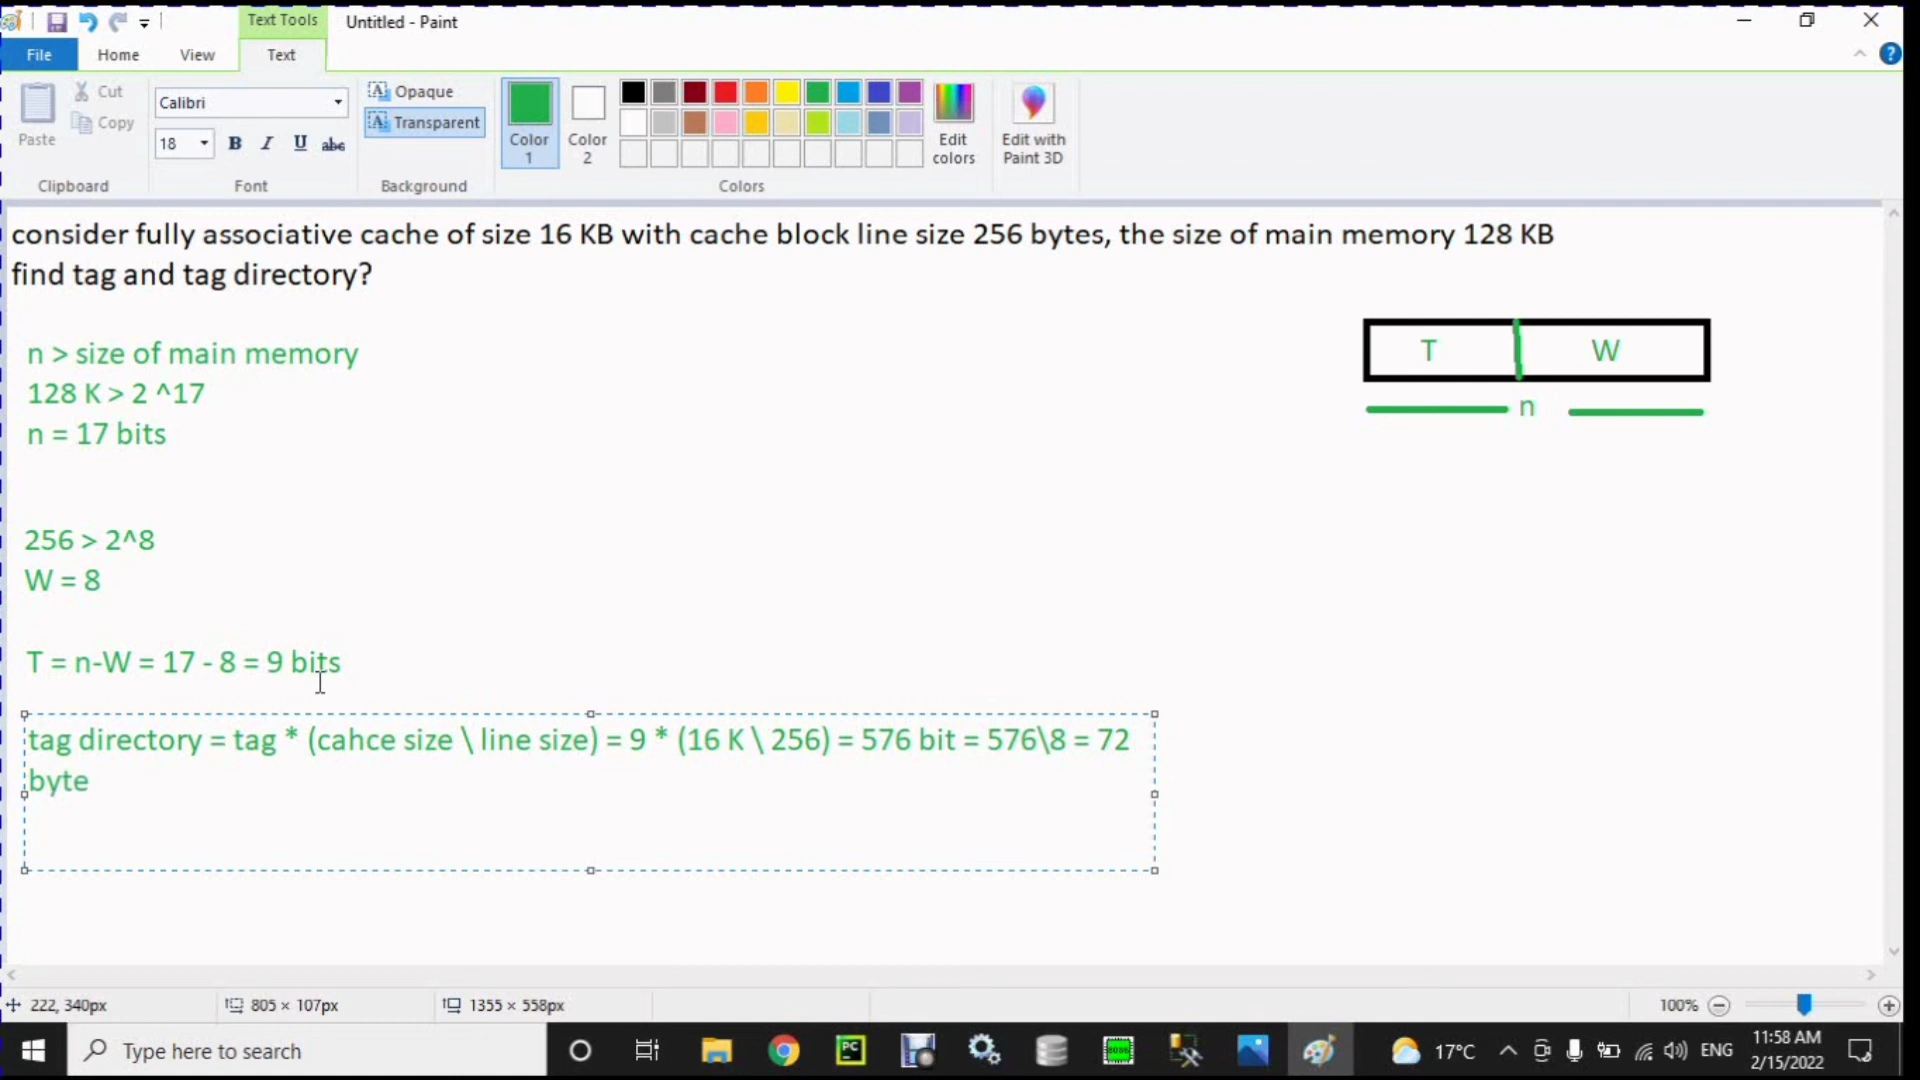 Text Tools
Untitled - Paint
File
Home
View
Text
Paste
Cut
Copy
Clipboard
Calibri
18
B I U abc
Font
Opaque
Transparent
Background
Color 1
Color 2
Edit colors
Colors
Edit with Paint 3D
consider fully associative cache of size 16 KB with cache block line size 256 bytes, the size of main memory 128 KB
find tag and tag directory?
T
W
n
n > size of main memory
128 K > 2 ^17
n = 17 bits
256 > 2^8
W = 8
T = n-W = 17 - 8 = 9 bits
tag directory = tag * (cahce size \ line size) = 9 * (16 K \ 256) = 576 bit = 576\8 = 72
byte
222, 340px
805 × 107px
1355 × 558px
100%
Type here to search
PC
8086
17°C
ENG
11:58 AM
2/15/2022